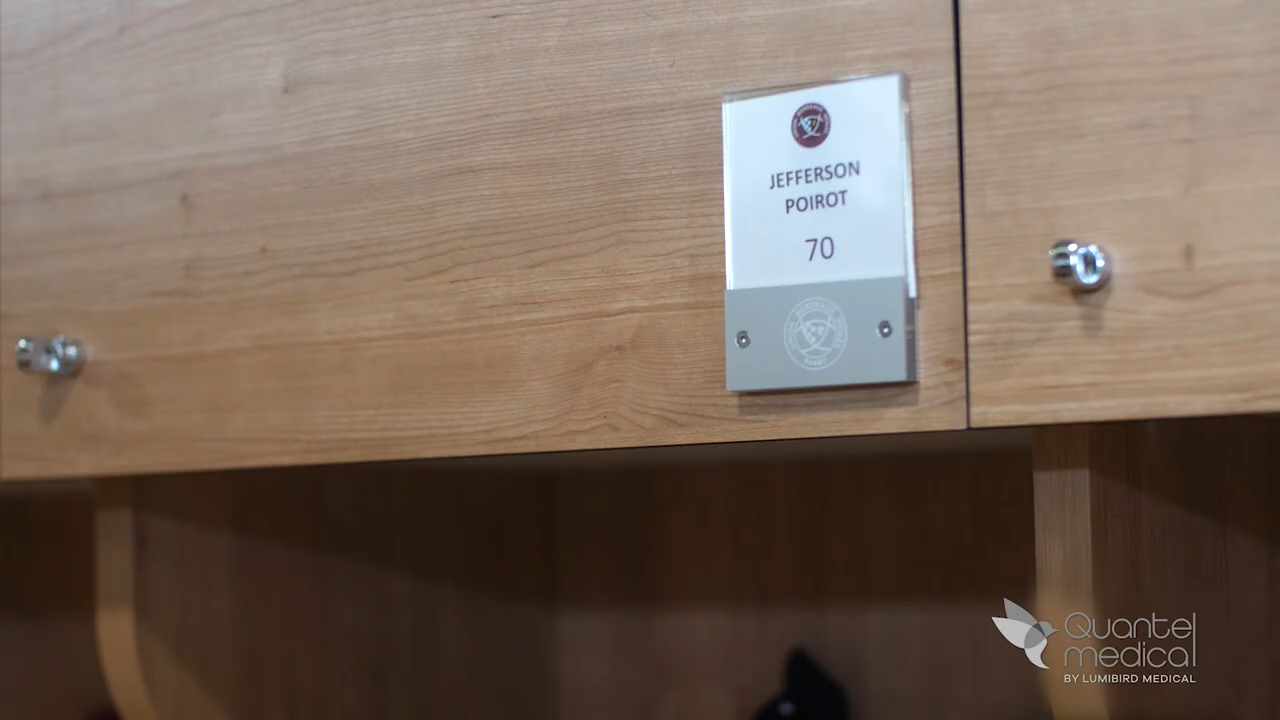 JEFFERSON
POIROT
70
Quantel
medical
BY LUMIBIRD MEDICAL